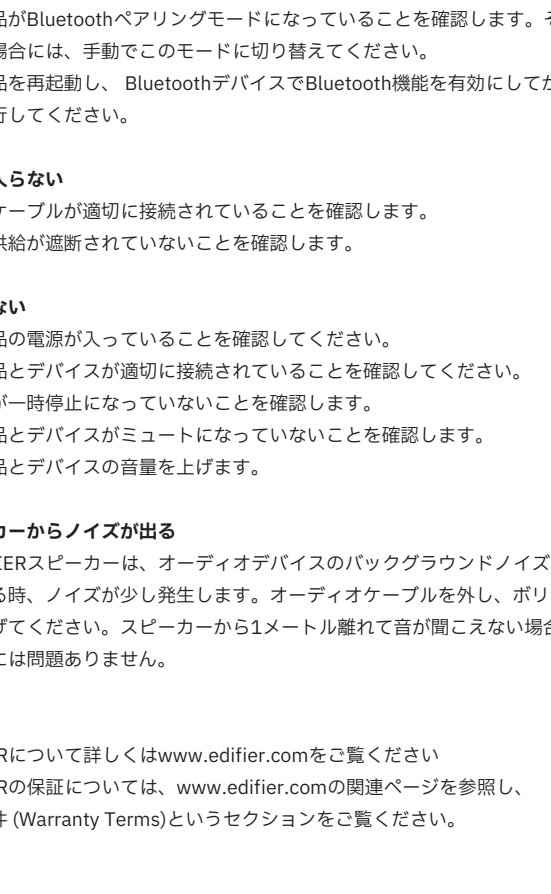 品がBluetoothペアリングモードになっていることを確認します。そ
場合には、手動でこのモードに切り替えてください。
品を再起動し、 BluetoothデバイスでBluetooth機能を有効にしてか
行してください。
入らない
ケーブルが適切に接続されていることを確認します。
供給が遮断されていないことを確認します。
ない
品の電源が入っていることを確認してください。
品とデバイスが適切に接続されていることを確認してください。
が一時停止になっていないことを確認します。
品とデバイスがミュートになっていないことを確認します。
品とデバイスの音量を上げます。
カーからノイズが出る
IERスピーカーは、オーディオデバイスのバックグラウンドノイズ
る時、ノイズが少し発生します。オーディオケーブルを外し、ボリ
げてください。スピーカーから1メートル離れて音が聞こえない場合
には問題ありません。
Rについて詳しくはwww.edifier.comをご覧ください
Rの保証については、www.edifier.comの関連ページを参照し、
件 (Warranty Terms)というセクションをご覧ください。